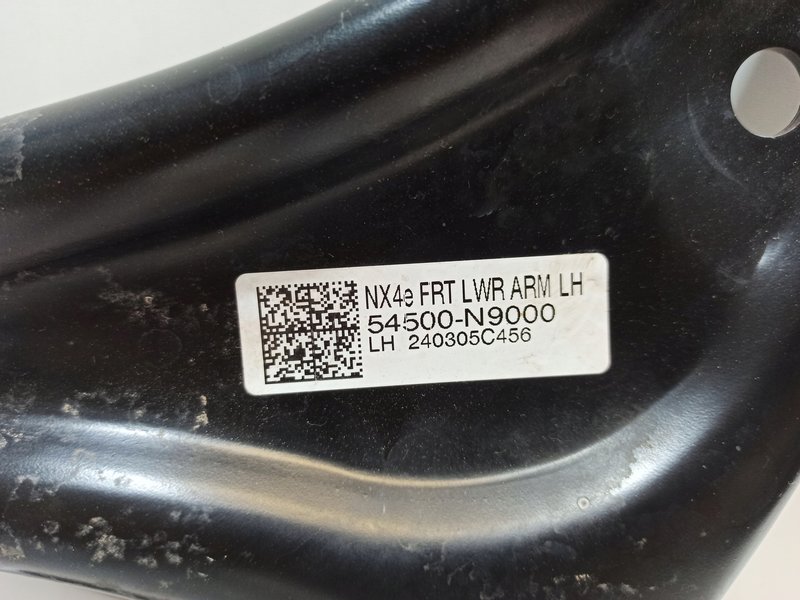 NX4e FRT LWR ARM LH
54500-N9000
LH 240305C456